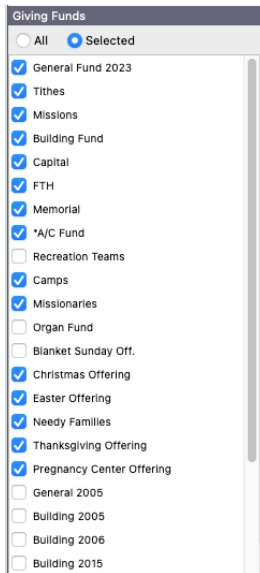 Giving Funds
All Selected
General Fund 2023
Tithes
Missions
Building Fund
Capital
FTH
Memorial
*A/C Fund
Recreation Teams
Camps
Missionaries
Organ Fund
Blanket Sunday Off.
Christmas Offering
Easter Offering
Needy Families
Thanksgiving Offering
Pregnancy Center Offering
General 2005
Building 2005
Building 2006
Building 2015